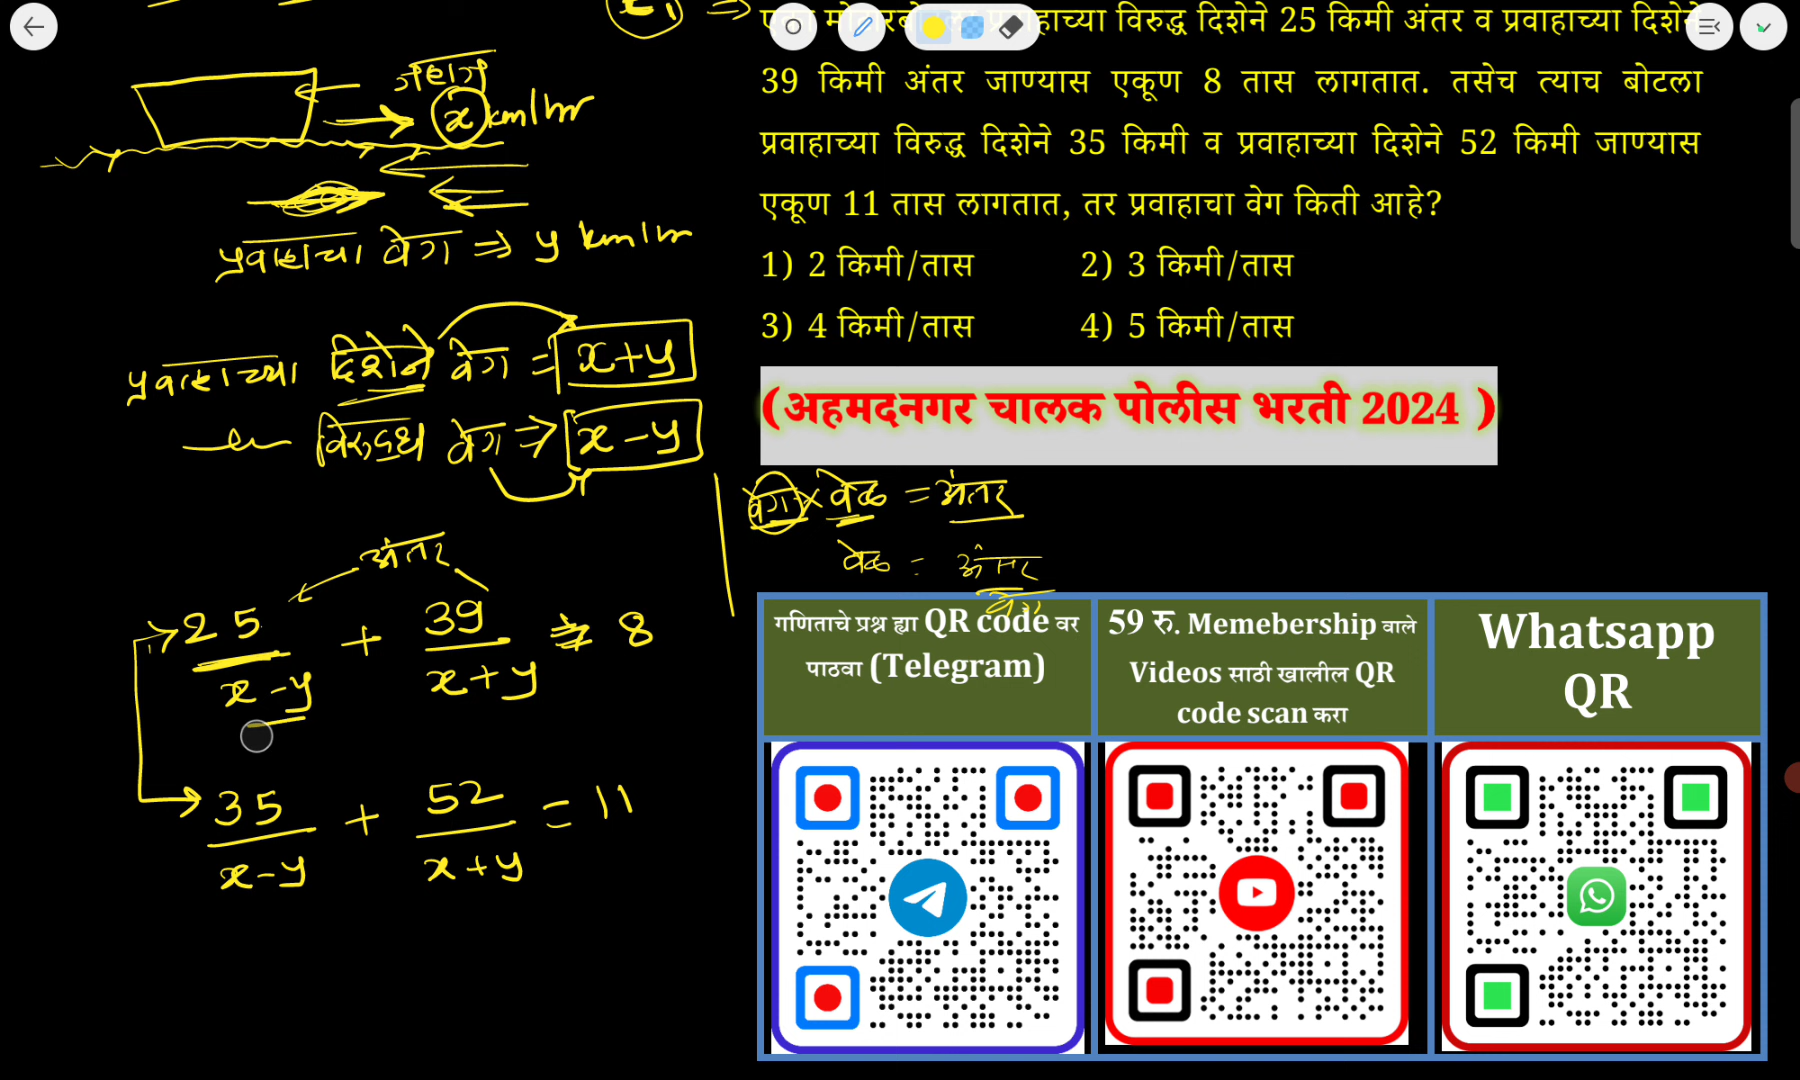 एका प्रवाहाच्या विरुद्ध दिशेने 25 किमी अंतर व प्रवाहाच्या दिशेने
39 किमी अंतर जाण्यास एकूण 8 तास लागतात. तसेच त्याच बोटला
प्रवाहाच्या विरुद्ध दिशेने 35 किमी व प्रवाहाच्या दिशेने 52 किमी जाण्यास
एकूण 11 तास लागतात, तर प्रवाहाचा वेग किती आहे?
1) 2 किमी/तास 2) 3 किमी/तास
3) 4 किमी/तास 4) 5 किमी/तास
(अहमदनगर चालक पोलीस भरती 2024 )
x km/hr
प्रवाहाचा वेग ⇒ y km/hr
प्रवाहाच्या दिशेने वेग = x+y
विरुद्ध वेग ⇒ x-y
वेग × वेळ = अंतर
वेळ = अंतर / वेग
अंतर
25/(x-y) + 39/(x+y) = 8
35/(x-y) + 52/(x+y) = 11
गणिताचे प्रश्न ह्या QR code वर
पाठवा (Telegram)
59 रु. Memebership वाले
Videos साठी खालील QR
code scan करा
Whatsapp
QR